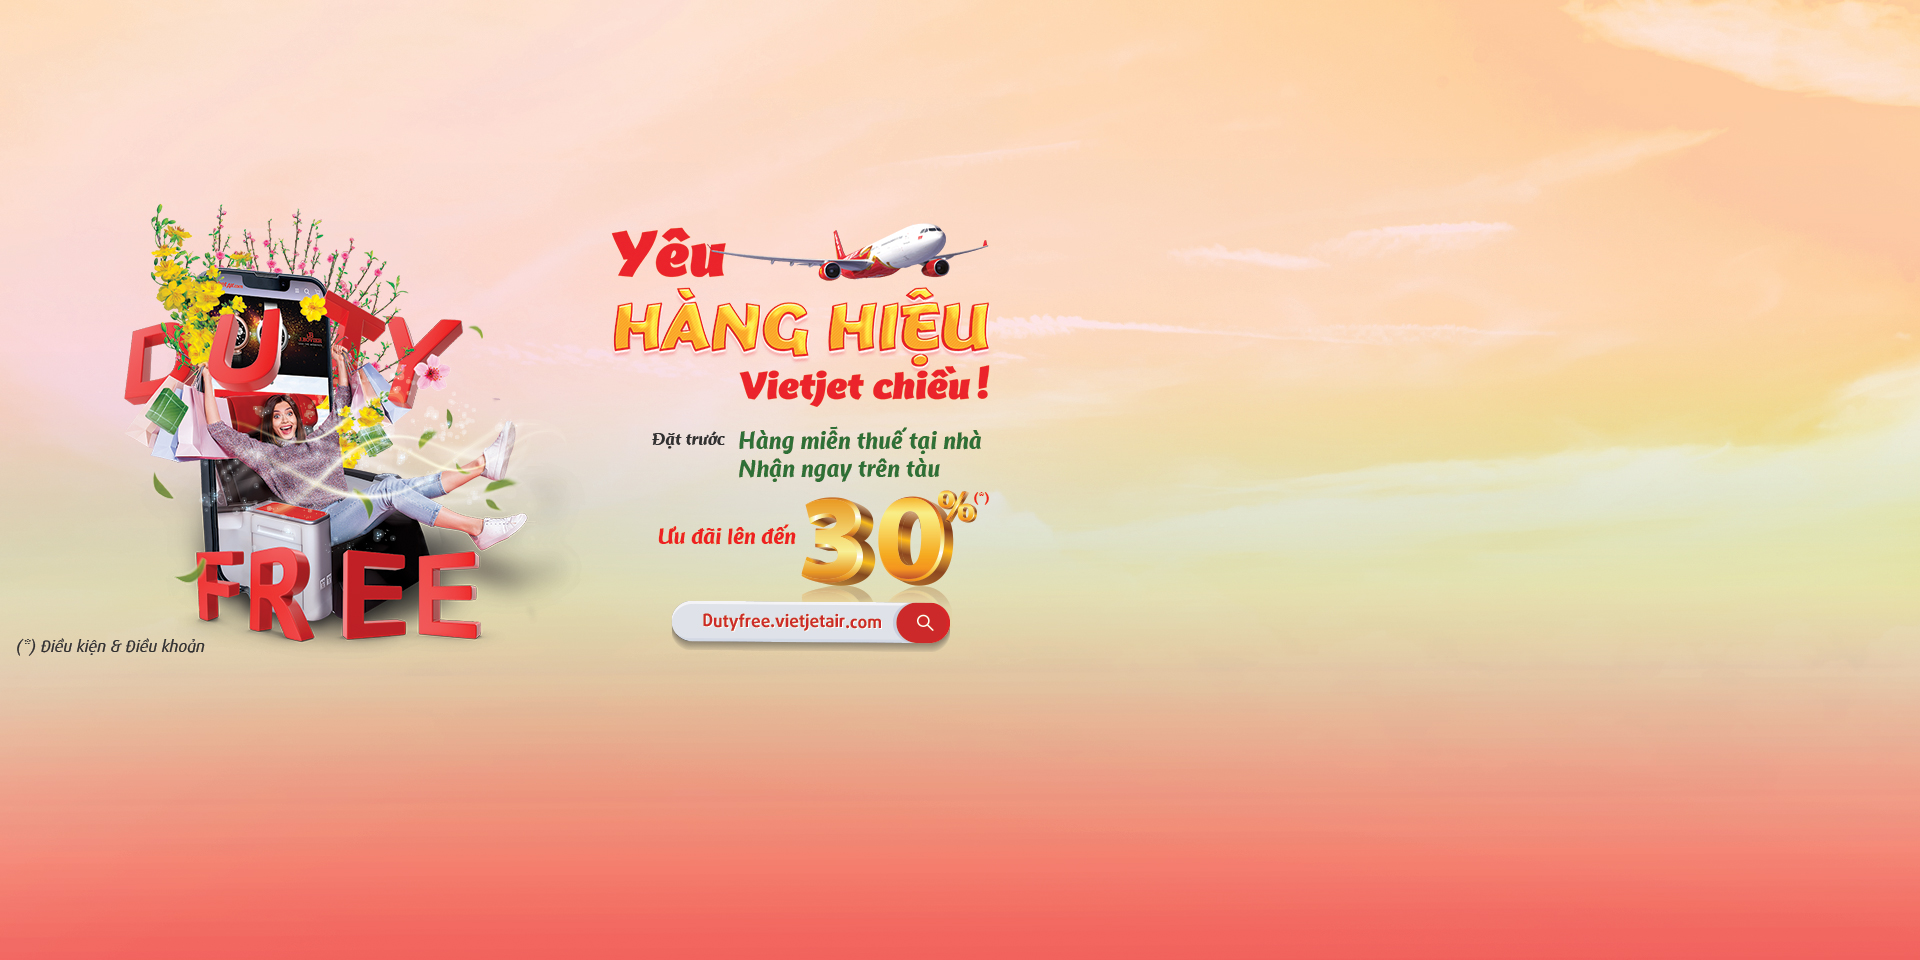 DUTY
FREE
Yêu
HÀNG HIỆU
Vietjet chiều!
Đặt trước Hàng miễn thuế tại nhà
Nhận ngay trên tàu
Ưu đãi lên đến 30%(*)
Dutyfree.vietjetair.com
(*) Điều kiện & Điều khoản